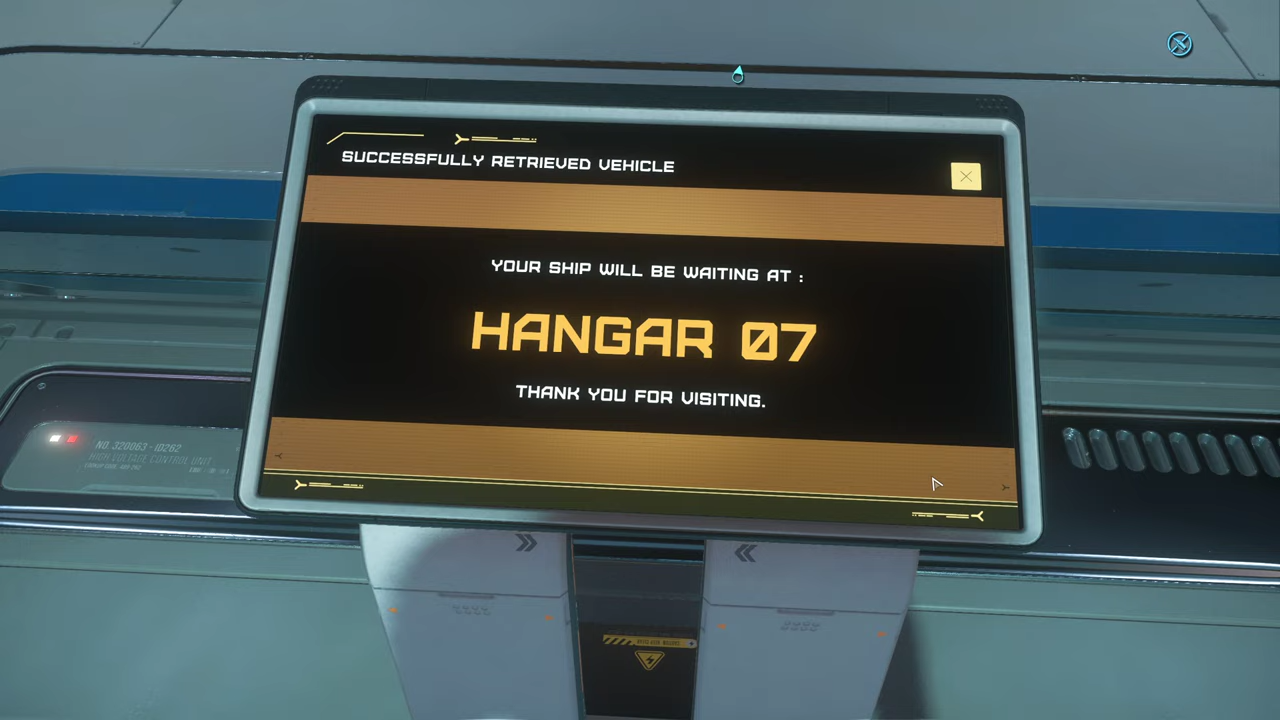 SUCCESSFULLY RETRIEVED VEHICLE
YOUR SHIP WILL BE WAITING AT :
HANGAR 07
THANK YOU FOR VISITING.
NO. 320063 - ID262
HIGH VOLTAGE CONTROL UNIT